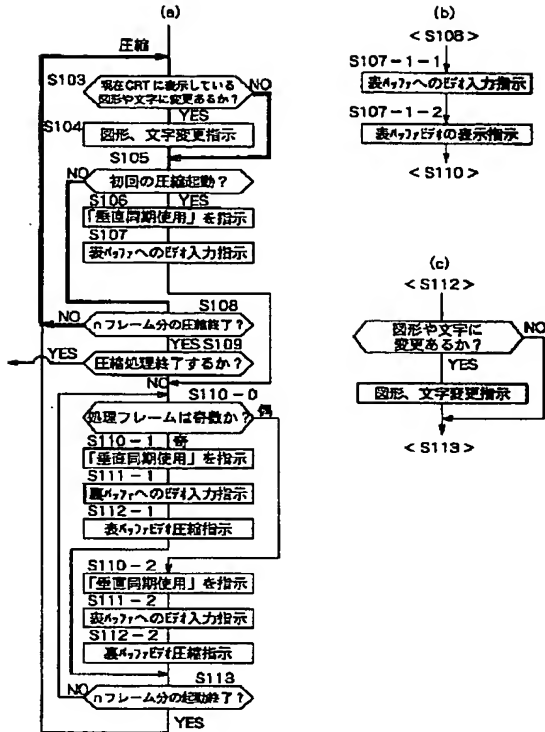 (a)
圧縮
S103
現在CRTに表示している
図形や文字に変更あるか？
NO
YES
S104
図形、文字変更指示
S105
NO
初回の圧縮起動？
S106
YES
「垂直同期使用」を指示
S107
表バッファへのビデオ入力指示
S108
nフレーム分の圧縮終了？
NO
YES
S109
YES
圧縮処理終了するか？
NO
S110-0
処理フレームは奇数か？
偶
S110-1
奇
「垂直同期使用」を指示
S111-1
裏バッファへのビデオ入力指示
S112-1
表バッファビデオ圧縮指示
S110-2
「垂直同期使用」を指示
S111-2
表バッファへのビデオ入力指示
S112-2
裏バッファビデオ圧縮指示
S113
NO
nフレーム分の起動終了？
YES
(b)
<S108>
S107-1-1
表バッファへのビデオ入力指示
S107-1-2
表バッファビデオの表示指示
<S110>
(c)
<S112>
図形や文字に
変更あるか？
NO
YES
図形、文字変更指示
<S113>